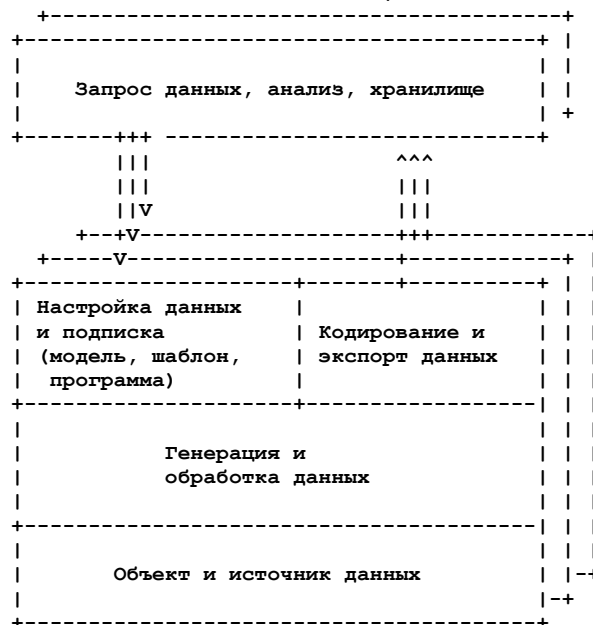 Запрос данных, анализ, хранилище
Настройка данных
и подписка
(модель, шаблон,
программа)
Кодирование и
экспорт данных
Генерация и
обработка данных
Объект и источник данных